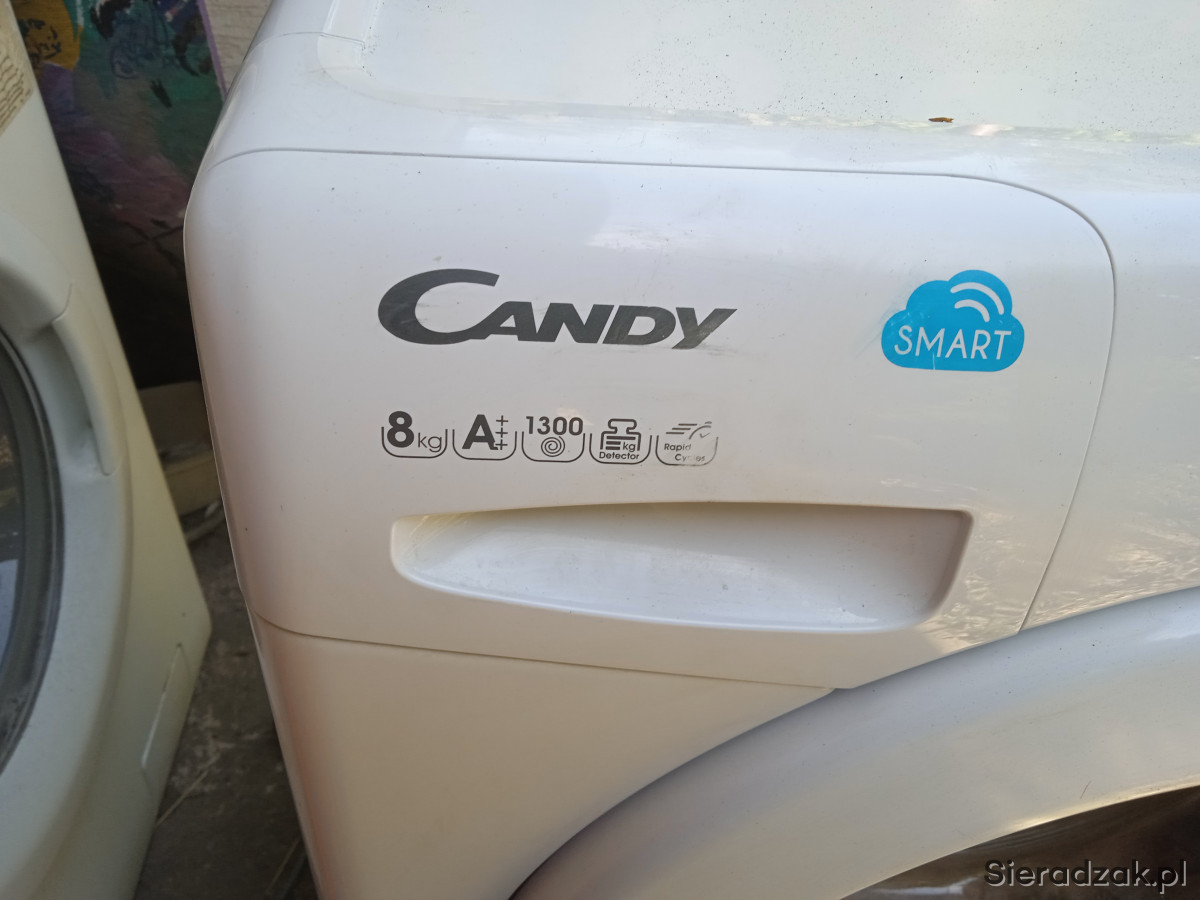 CANDY
SMART
8kg A+++ 1300 kg Detector Rapid Cycles
Sieradzak.pl